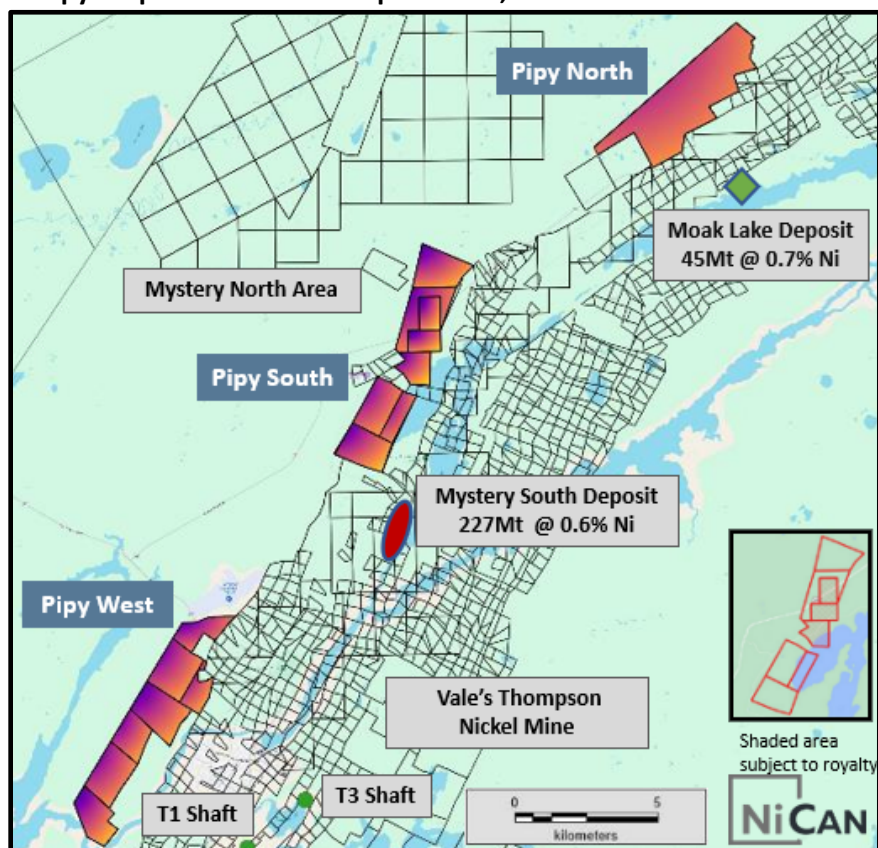 Pipy North
Moak Lake Deposit
45Mt @ 0.7% Ni
Mystery North Area
Pipy South
Mystery South Deposit
227Mt @ 0.6% Ni
Pipy West
Vale's Thompson
Nickel Mine
Shaded area
subject to royalty
T3 Shaft
T1 Shaft
0 5
kilometers
NiCAN